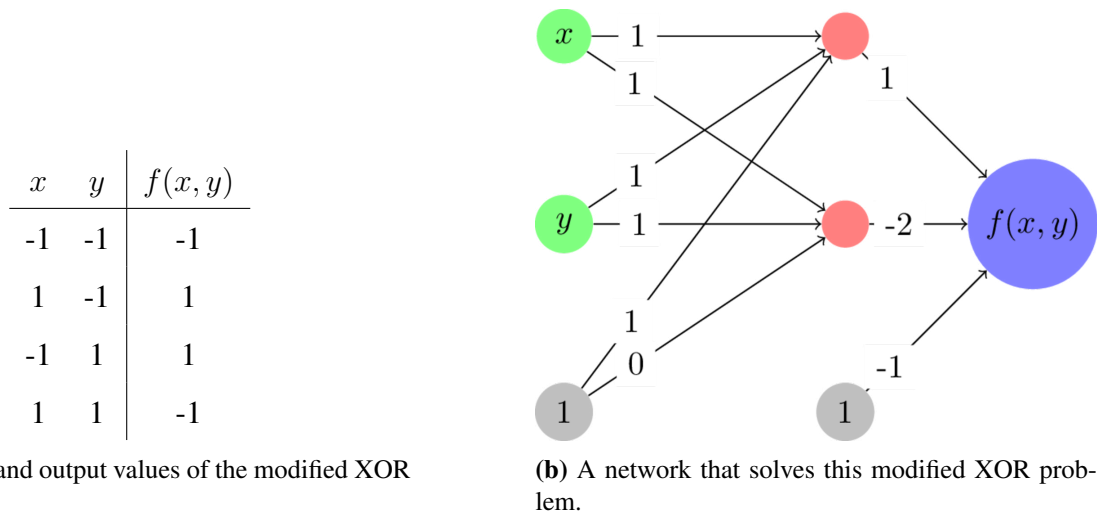 x y f(x, y)
-1 -1 -1
1 -1 1
-1 1 1
1 1 -1
and output values of the modified XOR
x 1
1
1
1
y 1
-2
f(x, y)
1
0
-1
1
1
(b) A network that solves this modified XOR prob-
lem.